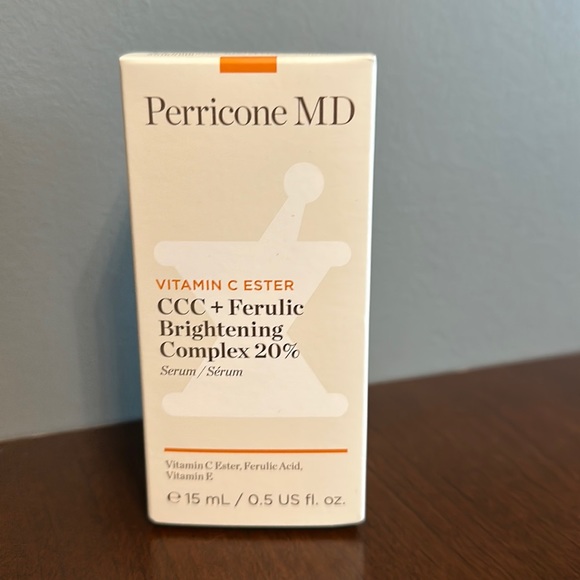 Perricone MD
VITAMIN C ESTER
CCC + Ferulic
Brightening
Complex 20%
Serum / Sérum
Vitamin C Ester, Ferulic Acid,
Vitamin E
℮ 15 mL / 0.5 US fl. oz.